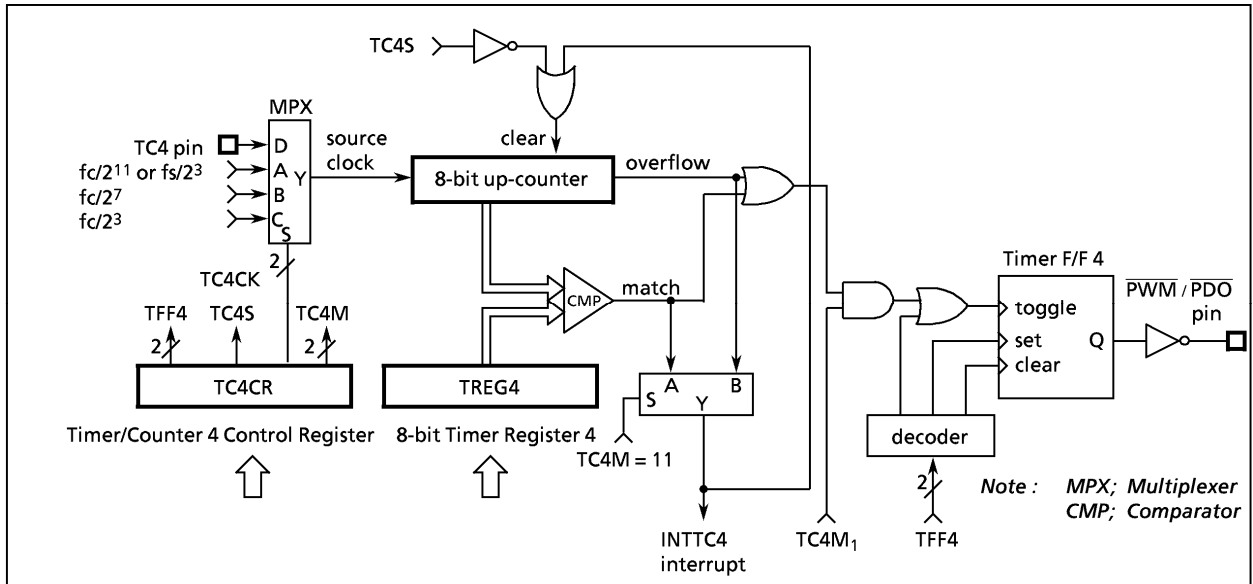 TC4S
MPX
TC4 pin
D
fc/2¹¹ or fs/2³
A
Y
fc/2⁷
B
fc/2³
C
S
source
clock
clear
8-bit up-counter
overflow
2
TC4CK
TFF4
TC4S
TC4M
2
2
CMP
match
Timer F/F 4
toggle
set
clear
Q
PWM / PDO
pin
TC4CR
TREG4
A
B
S
Y
Timer/Counter 4 Control Register
8-bit Timer Register 4
TC4M = 11
decoder
2
INTTC4
interrupt
TC4M₁
TFF4
Note : MPX; Multiplexer
CMP; Comparator